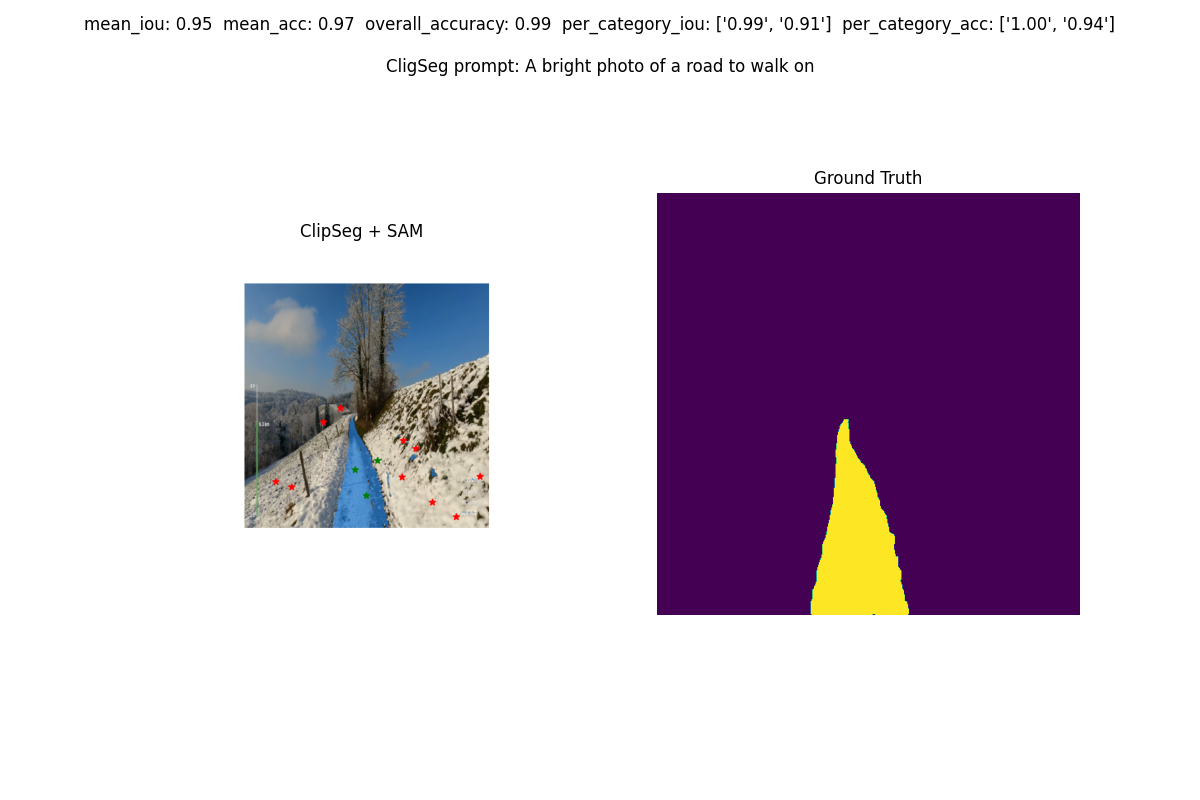 mean_iou: 0.95  mean_acc: 0.97  overall_accuracy: 0.99  per_category_iou: ['0.99', '0.91']  per_category_acc: ['1.00', '0.94']
CligSeg prompt: A bright photo of a road to walk on
Ground Truth
ClipSeg + SAM